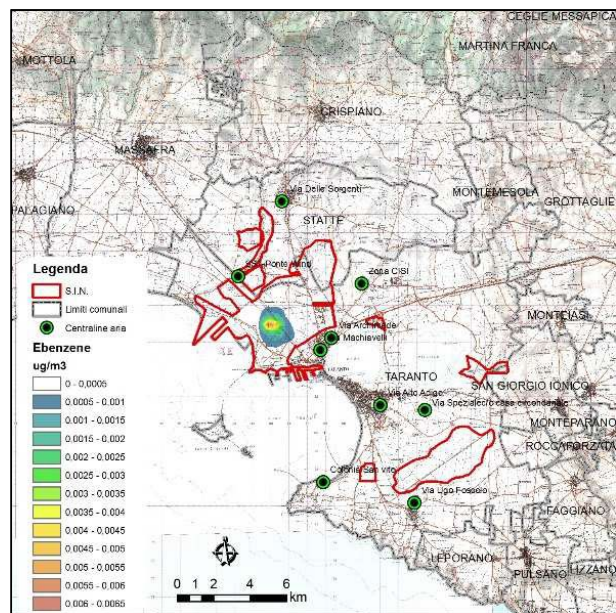 CEGLIE MESSAPICA
MARTINA FRANCA
MOTTOLA
CRISPIANO
MASSAFRA
PALAGIANO
MONTEMESOLA
GROTTAGLIE
Via Delle Sorgenti
STATTE
Zona CISI
Via Archimede
Machiavelli
MONTEIASI
TARANTO
SAN GIORGIO IONICO
Via Alto Adige
MONTEPARANO
ROCCAFORZATA
Colonia San vito
Via Ugo Foscolo
FAGGIANO
LEPORANO
PULSANO
LIZZANO
Legenda
S.I.N.
Limiti comunali
Centraline aria
Ebenzene
ug/m3
0 - 0,0005
0,0005 - 0,001
0,001 - 0,0015
0,0015 - 0,002
0,002 - 0,0025
0,0025 - 0,003
0,003 - 0,0035
0,0035 - 0,004
0,004 - 0,0045
0,0045 - 0,005
0,005 - 0,0055
0,0055 - 0,006
0,006 - 0,0065
0 1 2 4 6
km